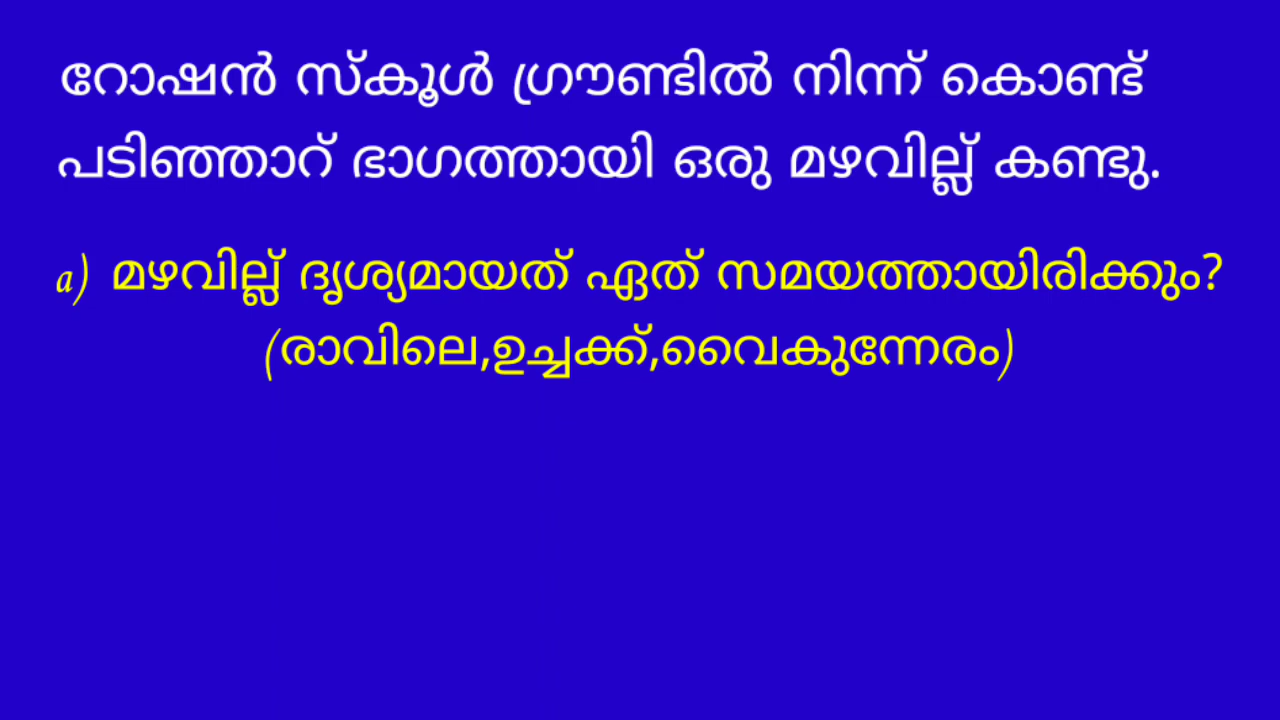 റോഷൻ സ്കൂൾ ഗ്രൗണ്ടിൽ നിന്ന് കൊണ്ട്
പടിഞ്ഞാറ് ഭാഗത്തായി ഒരു മഴവില്ല് കണ്ടു.
a) മഴവില്ല് ദൃശ്യമായത് ഏത് സമയത്തായിരിക്കും?
(രാവിലെ,ഉച്ചക്ക്,വൈകുന്നേരം)